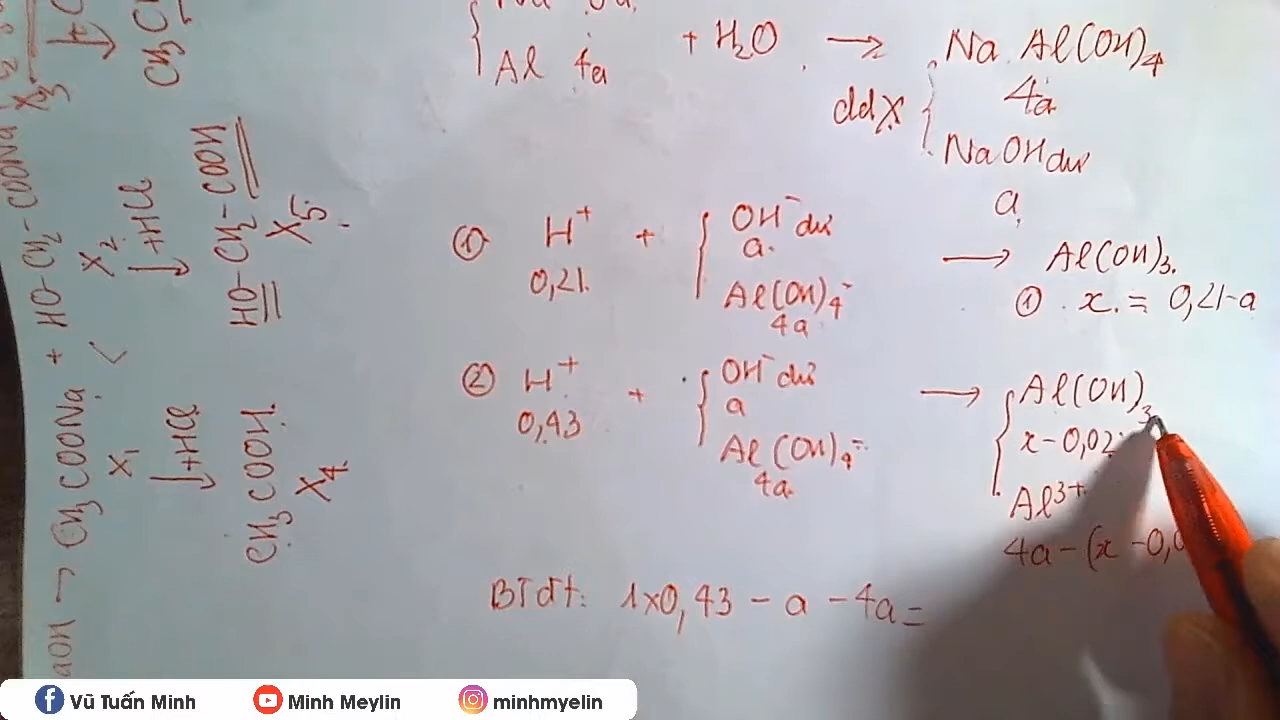 Al 4a + H2O → Na Al(OH)4
4a
ddX
NaOH dư
a
① H+ + OH- dư → Al(OH)3
0,21 a
Al(OH)4-
4a
① x = 0,21-a
② H+ + OH- dư → Al(OH)3
0,43 a x-0,02
Al(OH)4-
4a
Al3+
4a-(x-0,0
BTđt: 1x0,43 - a - 4a =
aOH → CH3COONa + HO-CH2-COONa
X1 X2 X3
↓+HCl ↓+HCl
CH3COOH HO-CH2-COOH
X4 X5
Vũ Tuấn Minh Minh Meylin minhmyelin